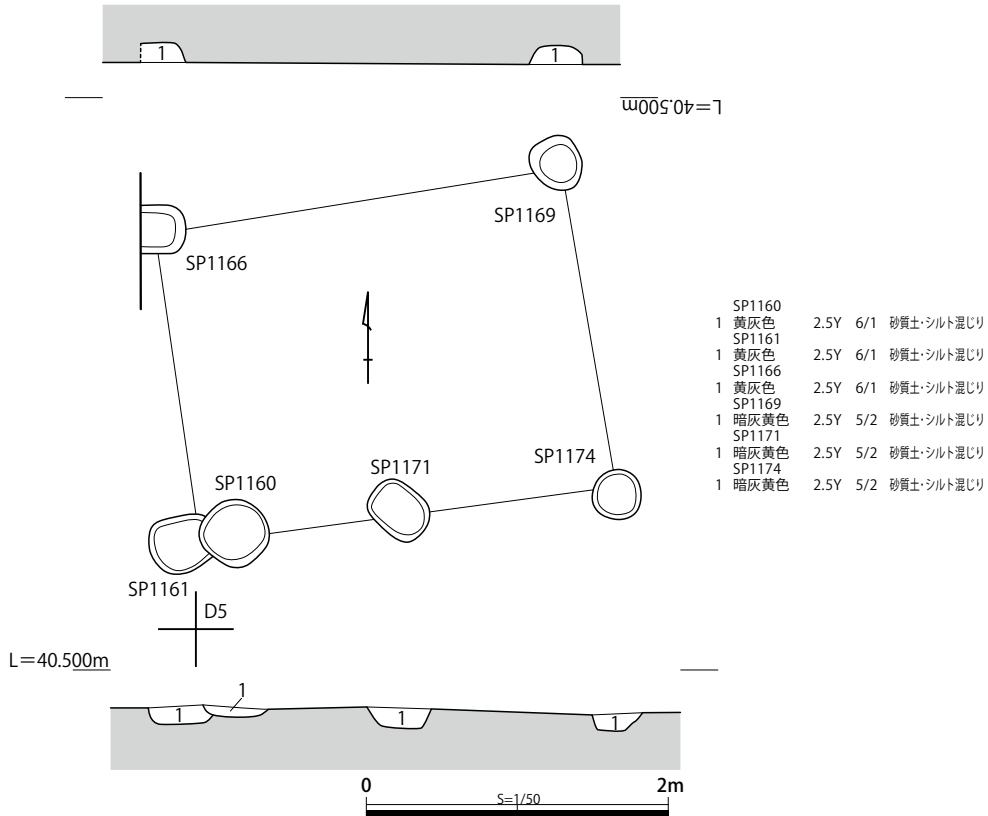 1
1
L=40.500m
SP1169
SP1166
SP1174
SP1171
SP1160
SP1161
D5
L=40.500m
1
1
1
1
0
2m
S=1/50
SP1160
1 黄灰色 2.5Y 6/1 砂質土・シルト混じり
SP1161
1 黄灰色 2.5Y 6/1 砂質土・シルト混じり
SP1166
1 黄灰色 2.5Y 6/1 砂質土・シルト混じり
SP1169
1 暗灰黄色 2.5Y 5/2 砂質土・シルト混じり
SP1171
1 暗灰黄色 2.5Y 5/2 砂質土・シルト混じり
SP1174
1 暗灰黄色 2.5Y 5/2 砂質土・シルト混じり